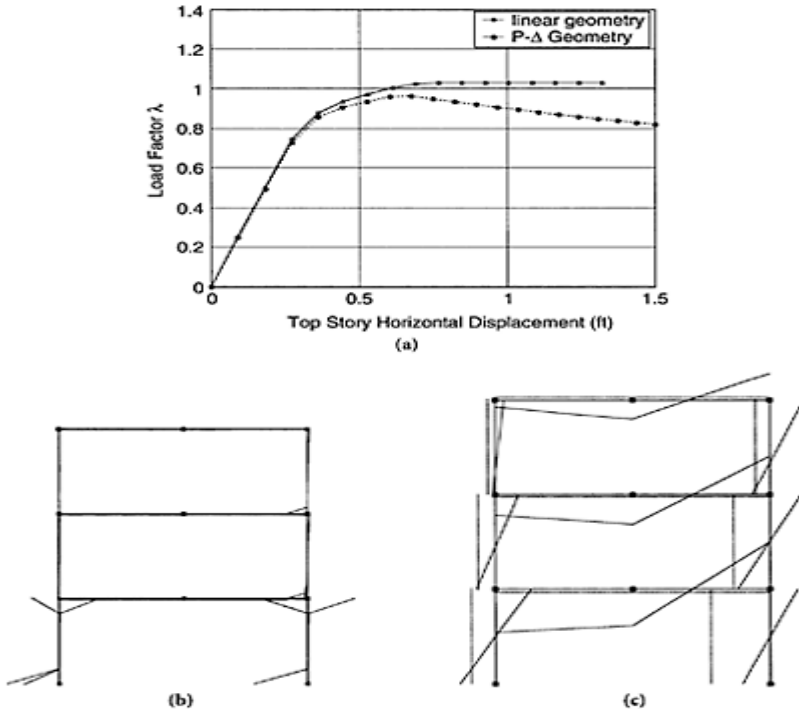 1.4
linear geometry
P-Δ Geometry
1.2
1
0.8
0.6
0.4
0.2
0
Load Factor λ
0 0.5 1 1.5
Top Story Horizontal Displacement (ft)
(a)
(b)
(c)